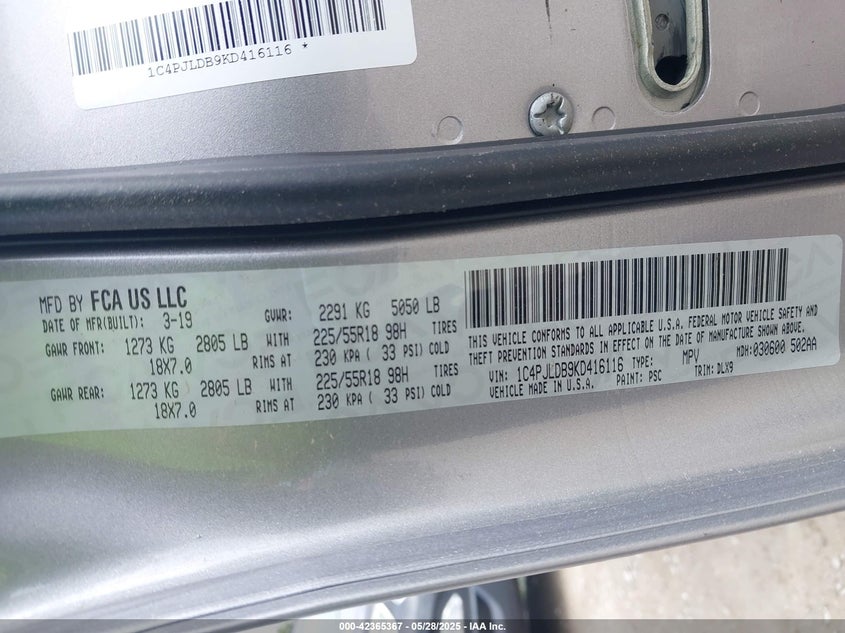 1C4PJLDB9KD416116 *
MFD BY FCA US LLC
DATE OF MFR(BUILT): 3-19 GVWR: 2291 KG 5050 LB
GAWR FRONT: 1273 KG 2805 LB WITH 225/55R18 98H TIRES
18X7.0 RIMS AT 230 KPA ( 33 PSI) COLD
GAWR REAR: 1273 KG 2805 LB WITH 225/55R18 98H TIRES
18X7.0 RIMS AT 230 KPA ( 33 PSI) COLD
THIS VEHICLE CONFORMS TO ALL APPLICABLE U.S.A. FEDERAL MOTOR VEHICLE SAFETY AND
THEFT PREVENTION STANDARDS IN EFFECT ON THE DATE OF MANUFACTURE SHOWN ABOVE.
VIN: 1C4PJLDB9KD416116 TYPE: MPV MDH:030600 502AA
VEHICLE MADE IN U.S.A. PAINT: PSC TRIM: DLX9
000-42365367 - 05/28/2025 - IAA Inc.